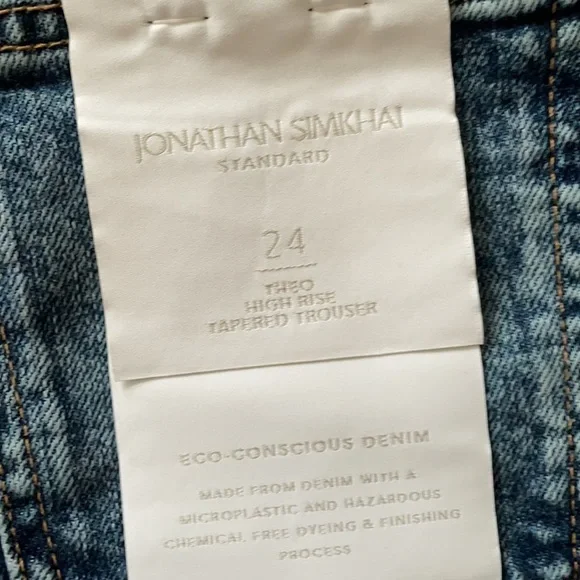 JONATHAN SIMKHAI
STANDARD
24
THEO
HIGH RISE
TAPERED TROUSER
ECO-CONSCIOUS DENIM
MADE FROM DENIM WITH A
MICROPLASTIC AND HAZARDOUS
CHEMICAL FREE DYEING & FINISHING
PROCESS